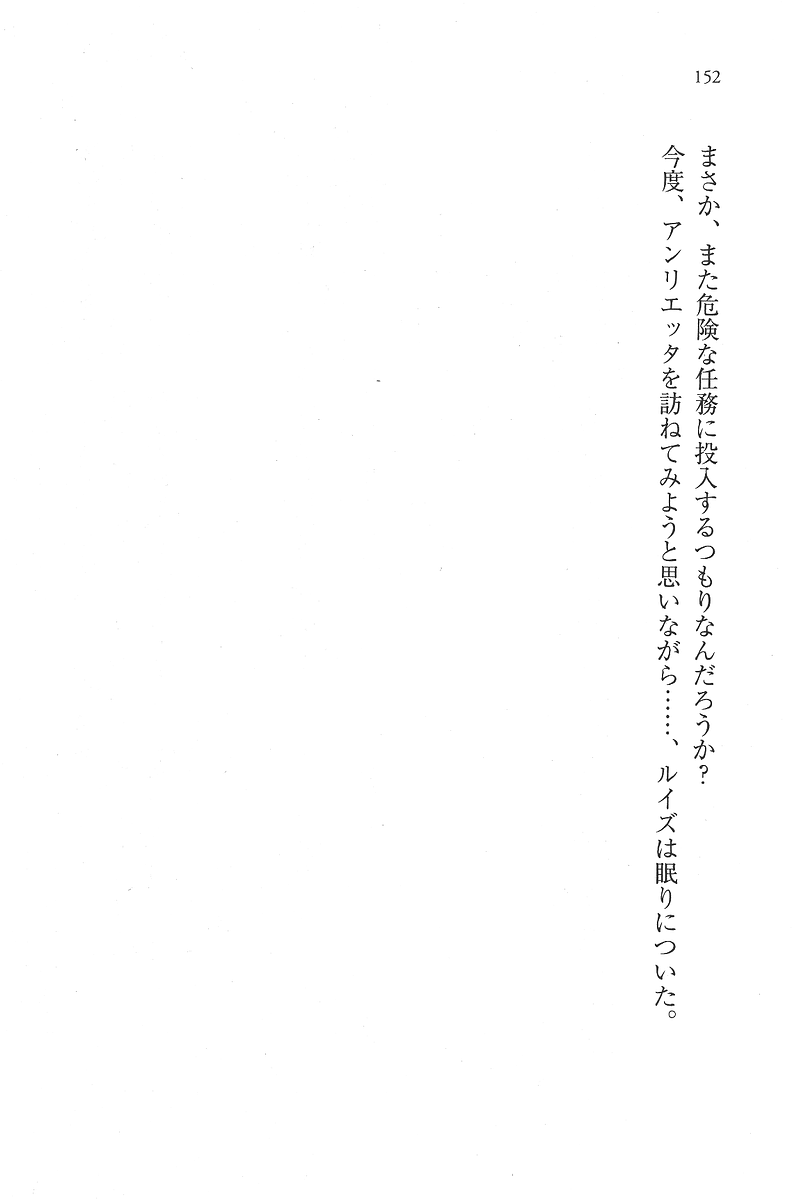 152
まさか、また危険な任務に投入するつもりなんだろうか?
今度、アンリエッタを訪ねてみようと思いながら……、ルイズは眠りについた。